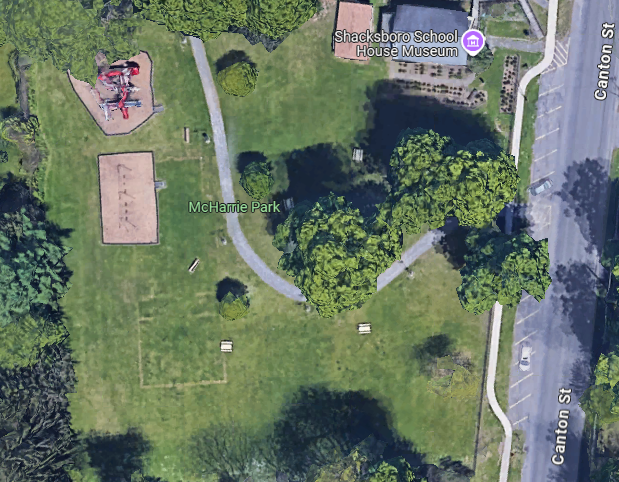 Shacksboro School
House Museum
Canton St
McHarrie Park
Canton St